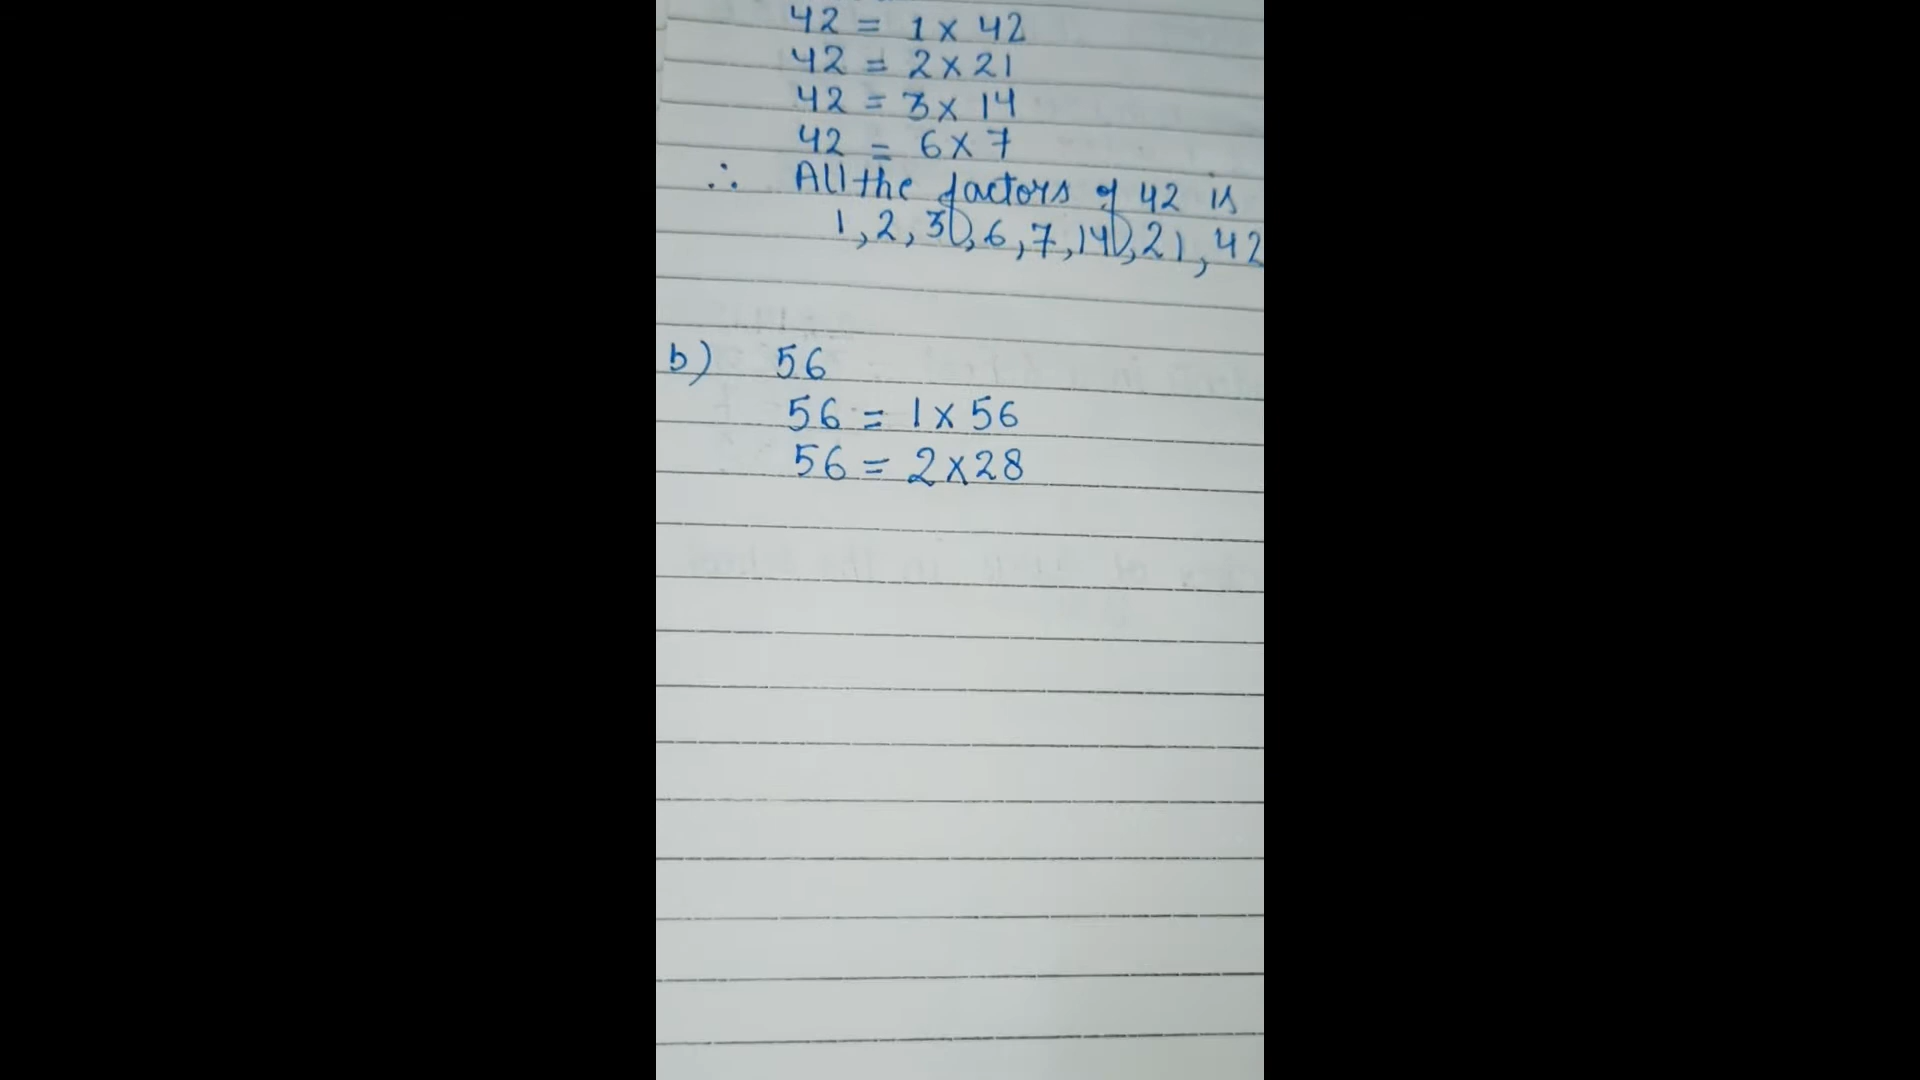 42 = 1 x 42
42 = 2 x 21
42 = 3 x 14
42 = 6 x 7
∴ All the factors of 42 is
1, 2, 3, 6, 7, 14, 21, 42
b) 56
56 = 1 x 56
56 = 2 x 28